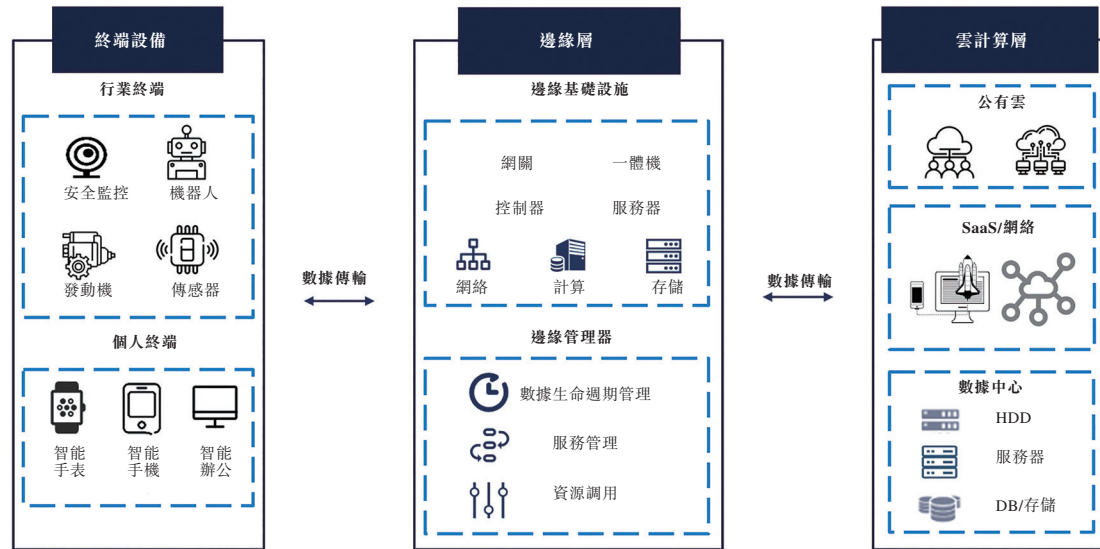 終端設備
行業終端
安全監控
機器人
發動機
傳感器
個人終端
智能
手表
智能
手機
智能
辦公
數據傳輸
邊緣層
邊緣基礎設施
網關
一體機
控制器
服務器
網絡
計算
存儲
邊緣管理器
數據生命週期管理
服務管理
資源調用
數據傳輸
雲計算層
公有雲
SaaS/網絡
數據中心
HDD
服務器
DB/存儲